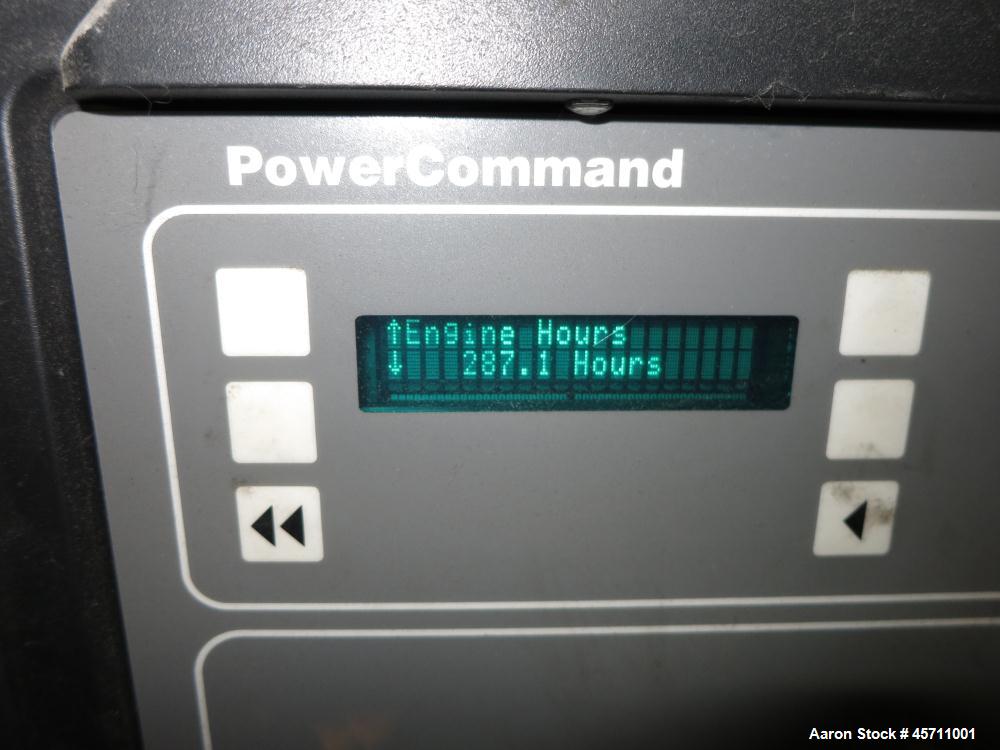 PowerCommand
↑Engine Hours
↓ 287.1 Hours
Aaron Stock # 45711001